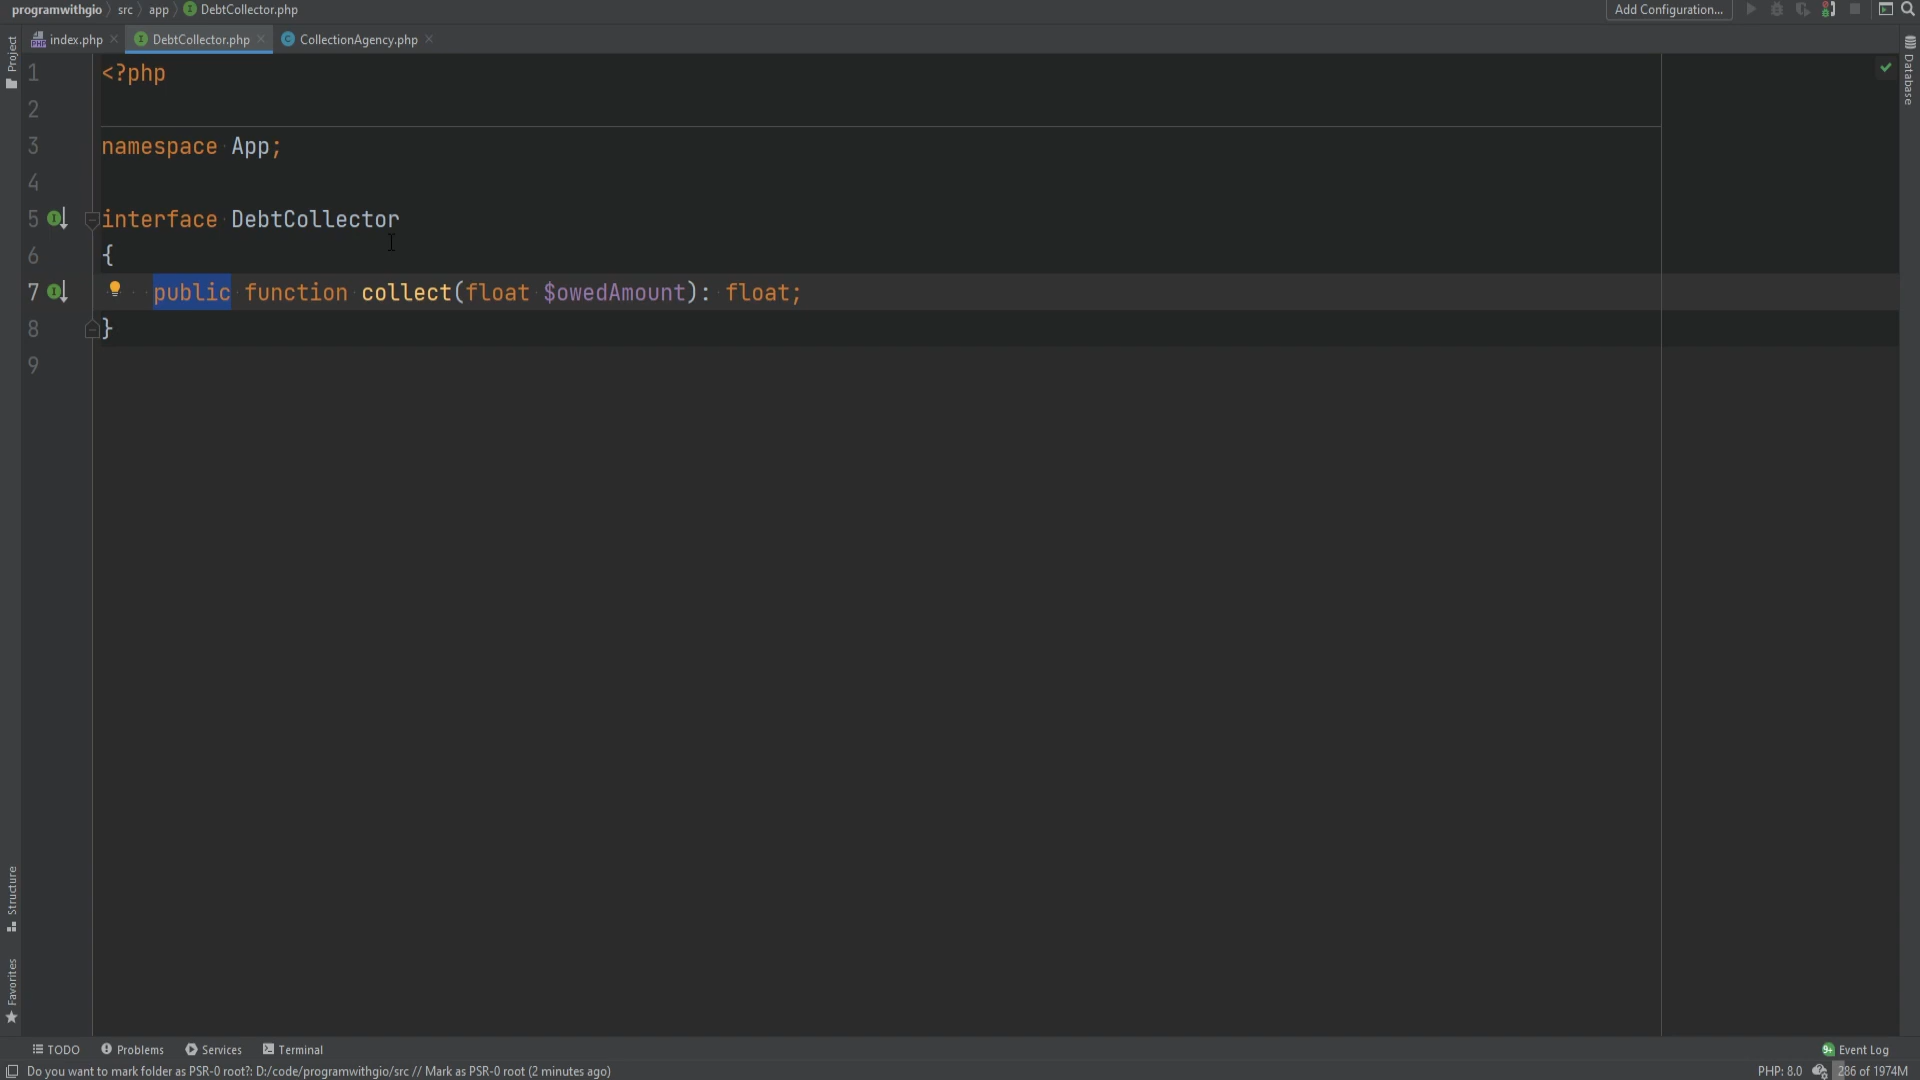 programwithgio src app DebtCollector.php Add Configuration...
index.php DebtCollector.php CollectionAgency.php
Project
Database
1 <?php
2
3 namespace App;
4
5 interface DebtCollector
6 {
7 public function collect(float $owedAmount): float;
8 }
9
Structure
Favorites
TODO Problems Services Terminal 9+ Event Log
Do you want to mark folder as PSR-0 root?: D:/code/programwithgio/src // Mark as PSR-0 root (2 minutes ago) PHP: 8.0 286 of 1974M